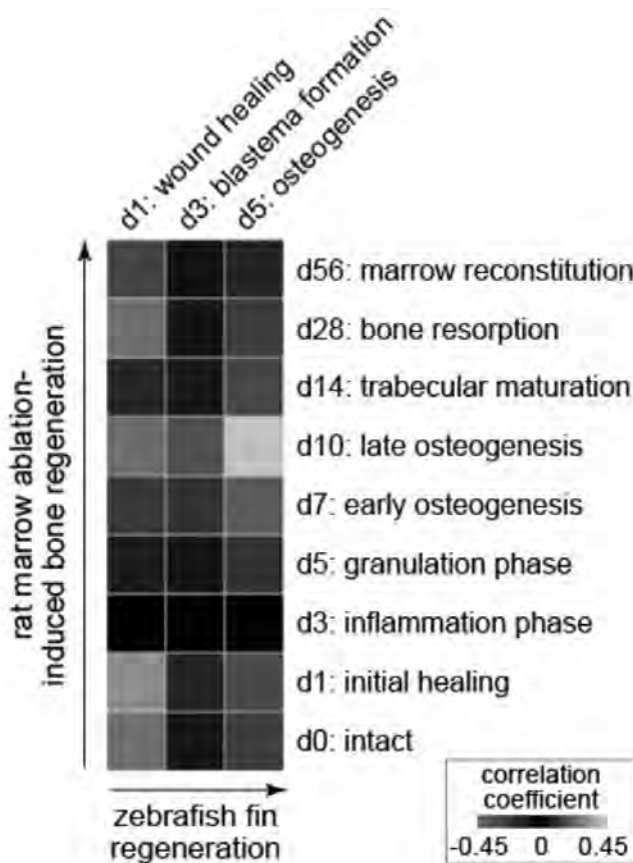 d1: wound healing
d3: blastema formation
d5: osteogenesis
d56: marrow reconstitution
d28: bone resorption
d14: trabecular maturation
d10: late osteogenesis
d7: early osteogenesis
d5: granulation phase
d3: inflammation phase
d1: initial healing
d0: intact
rat marrow ablation-
induced bone regeneration
zebrafish fin
regeneration
correlation
coefficient
-0.45 0 0.45